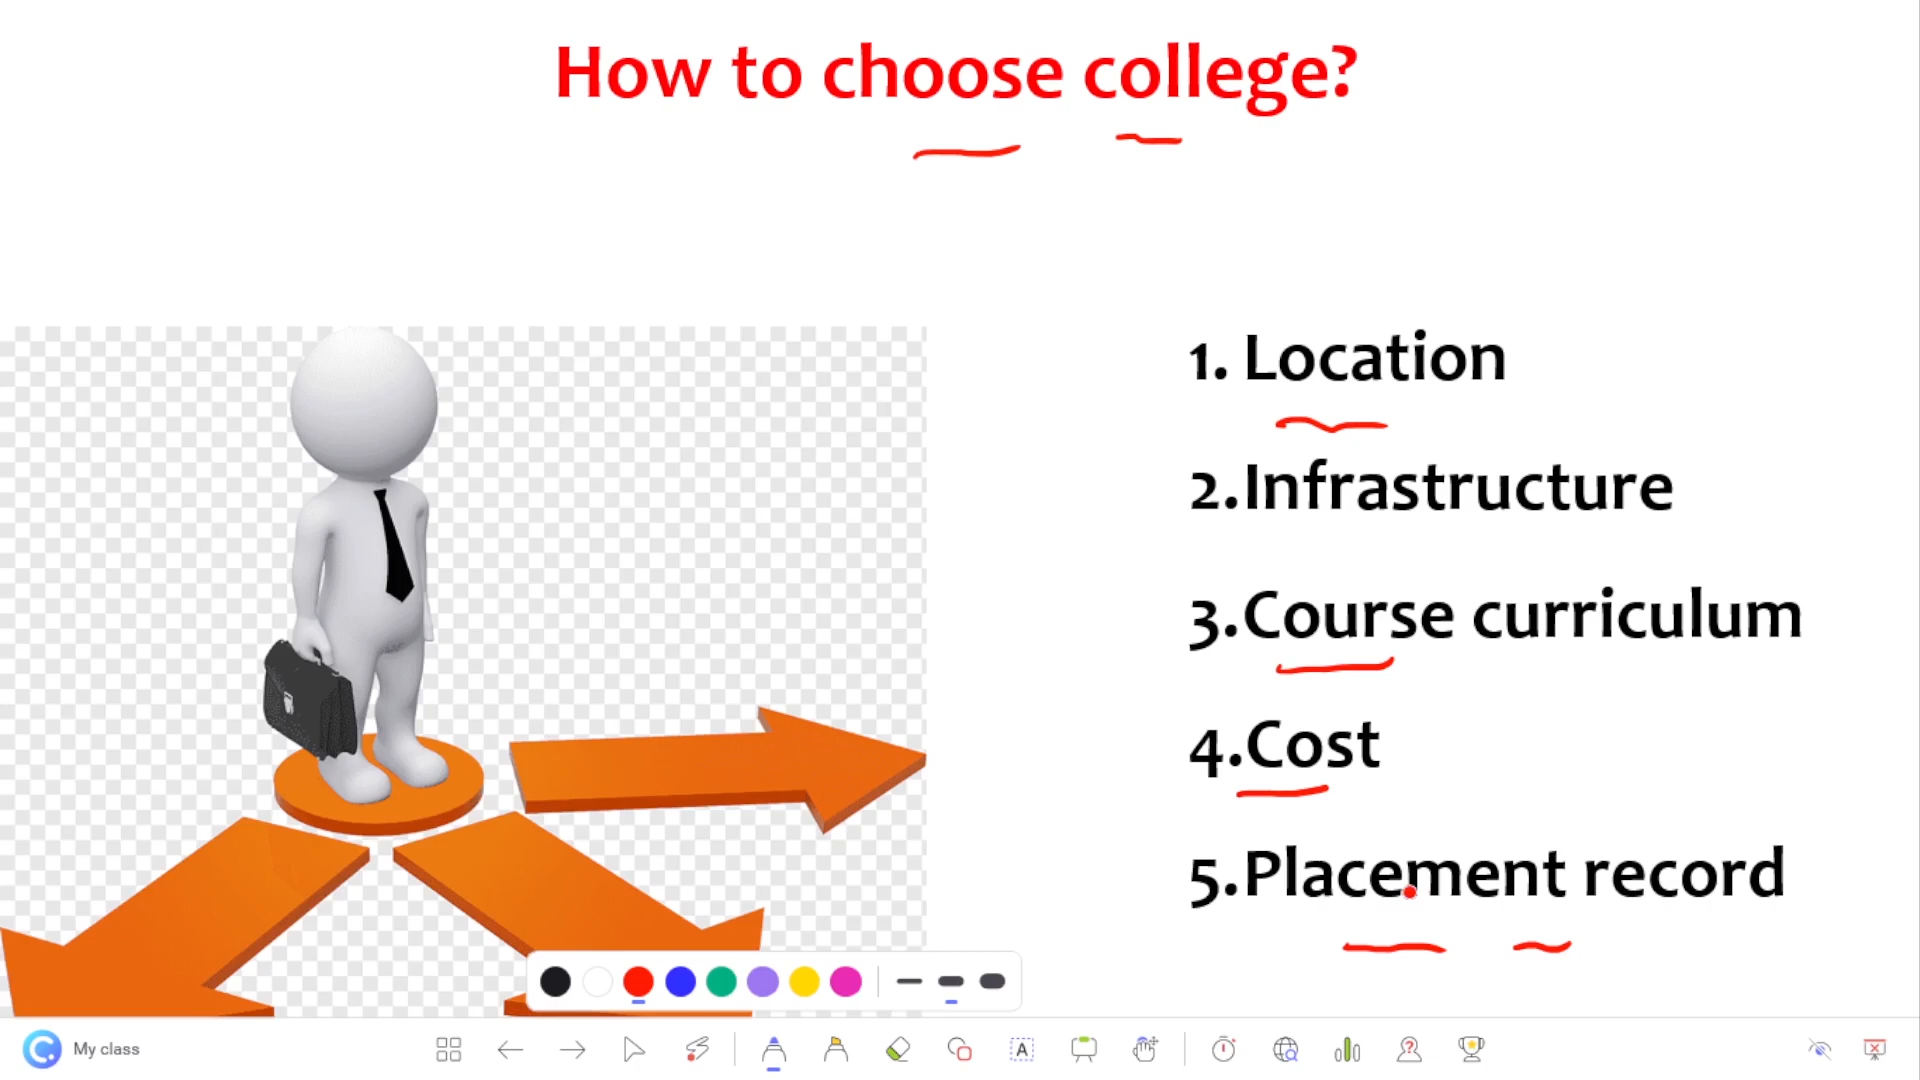 How to choose college?
1. Location
2.Infrastructure
3.Course curriculum
4.Cost
5.Placement record
A
My class